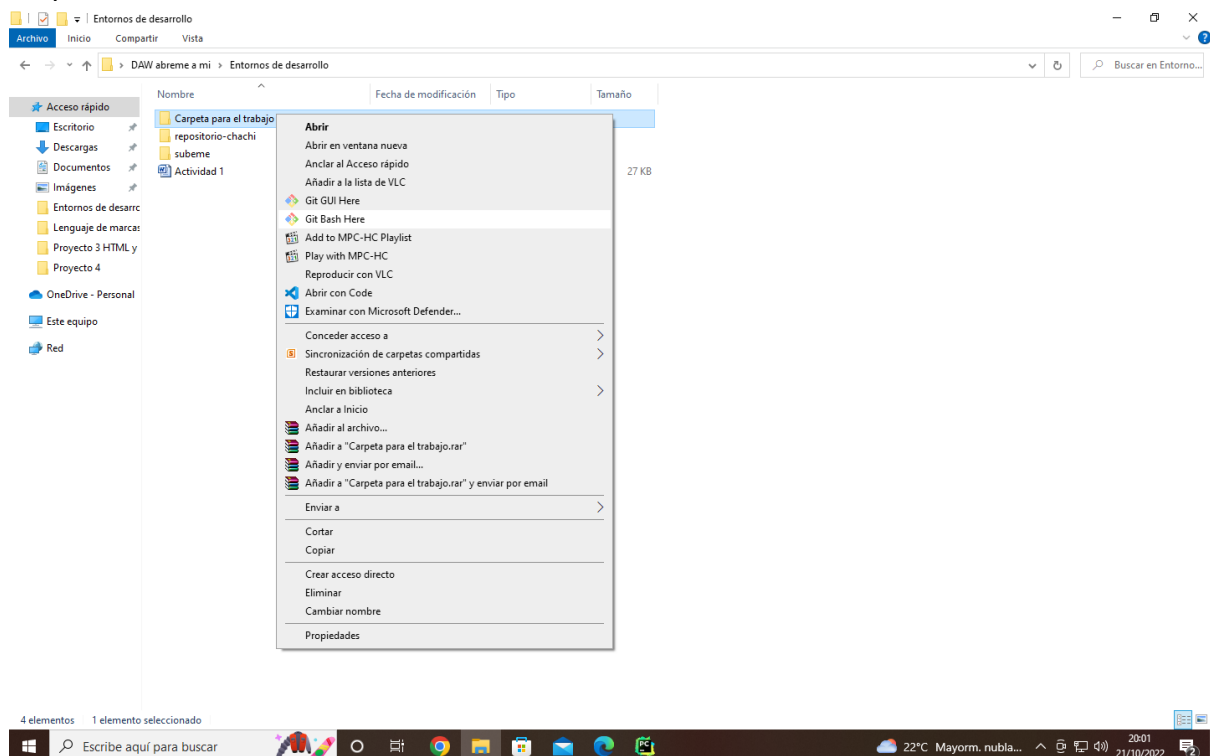 Entornos de desarrollo
Archivo Inicio Compartir Vista
DAW abreme a mi > Entornos de desarrollo
Buscar en Entorno...
Nombre Fecha de modificación Tipo Tamaño
Acceso rápido
Escritorio
Descargas
Documentos
Imágenes
Entornos de desarrc
Lenguaje de marcas
Proyecto 3 HTML y
Proyecto 4
OneDrive - Personal
Este equipo
Red
Carpeta para el trabajo
repositorio-chachi
subeme
Actividad 1 27 KB
Abrir
Abrir en ventana nueva
Anclar al Acceso rápido
Añadir a la lista de VLC
Git GUI Here
Git Bash Here
Add to MPC-HC Playlist
Play with MPC-HC
Reproducir con VLC
Abrir con Code
Examinar con Microsoft Defender...
Conceder acceso a
Sincronización de carpetas compartidas
Restaurar versiones anteriores
Incluir en biblioteca
Anclar a Inicio
Añadir al archivo...
Añadir a "Carpeta para el trabajo.rar"
Añadir y enviar por email...
Añadir a "Carpeta para el trabajo.rar" y enviar por email
Enviar a
Cortar
Copiar
Crear acceso directo
Eliminar
Cambiar nombre
Propiedades
4 elementos 1 elemento seleccionado
Escribe aquí para buscar
22°C Mayorm. nubla...
20:01
21/10/2022